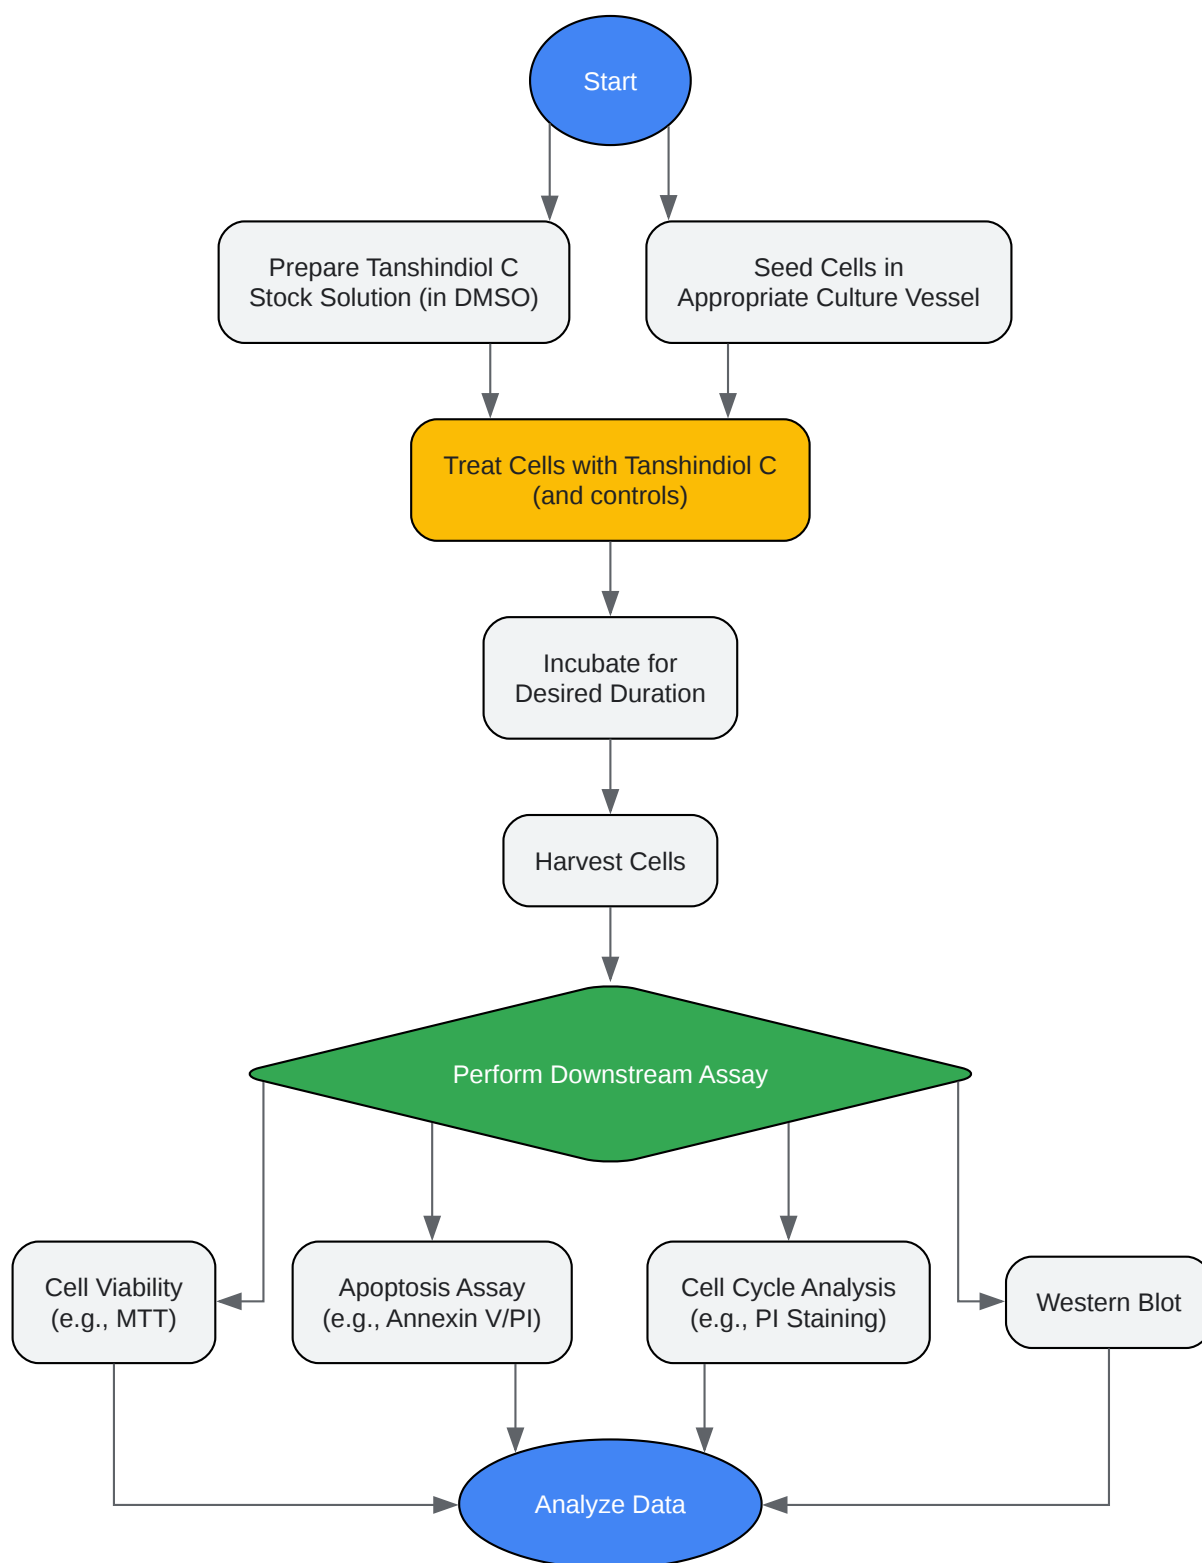 Start
Prepare Tanshindiol C
Stock Solution (in DMSO)
Seed Cells in
Appropriate Culture Vessel
Treat Cells with Tanshindiol C
(and controls)
Incubate for
Desired Duration
Harvest Cells
Perform Downstream Assay
Cell Viability
(e.g., MTT)
Apoptosis Assay
(e.g., Annexin V/PI)
Cell Cycle Analysis
(e.g., PI Staining)
Western Blot
Analyze Data